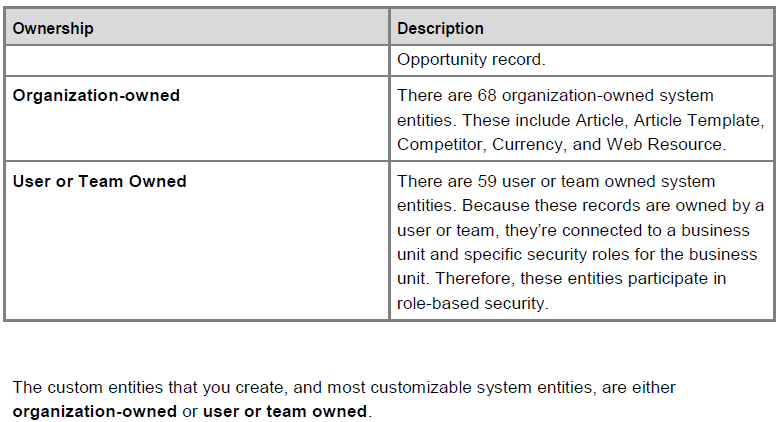 Ownership
Description
Opportunity record.
Organization-owned
There are 68 organization-owned system
entities. These include Article, Article Template,
Competitor, Currency, and Web Resource.
User or Team Owned
There are 59 user or team owned system
entities. Because these records are owned by a
user or team, they’re connected to a business
unit and specific security roles for the business
unit. Therefore, these entities participate in
role-based security.
The custom entities that you create, and most customizable system entities, are either
organization-owned or user or team owned.